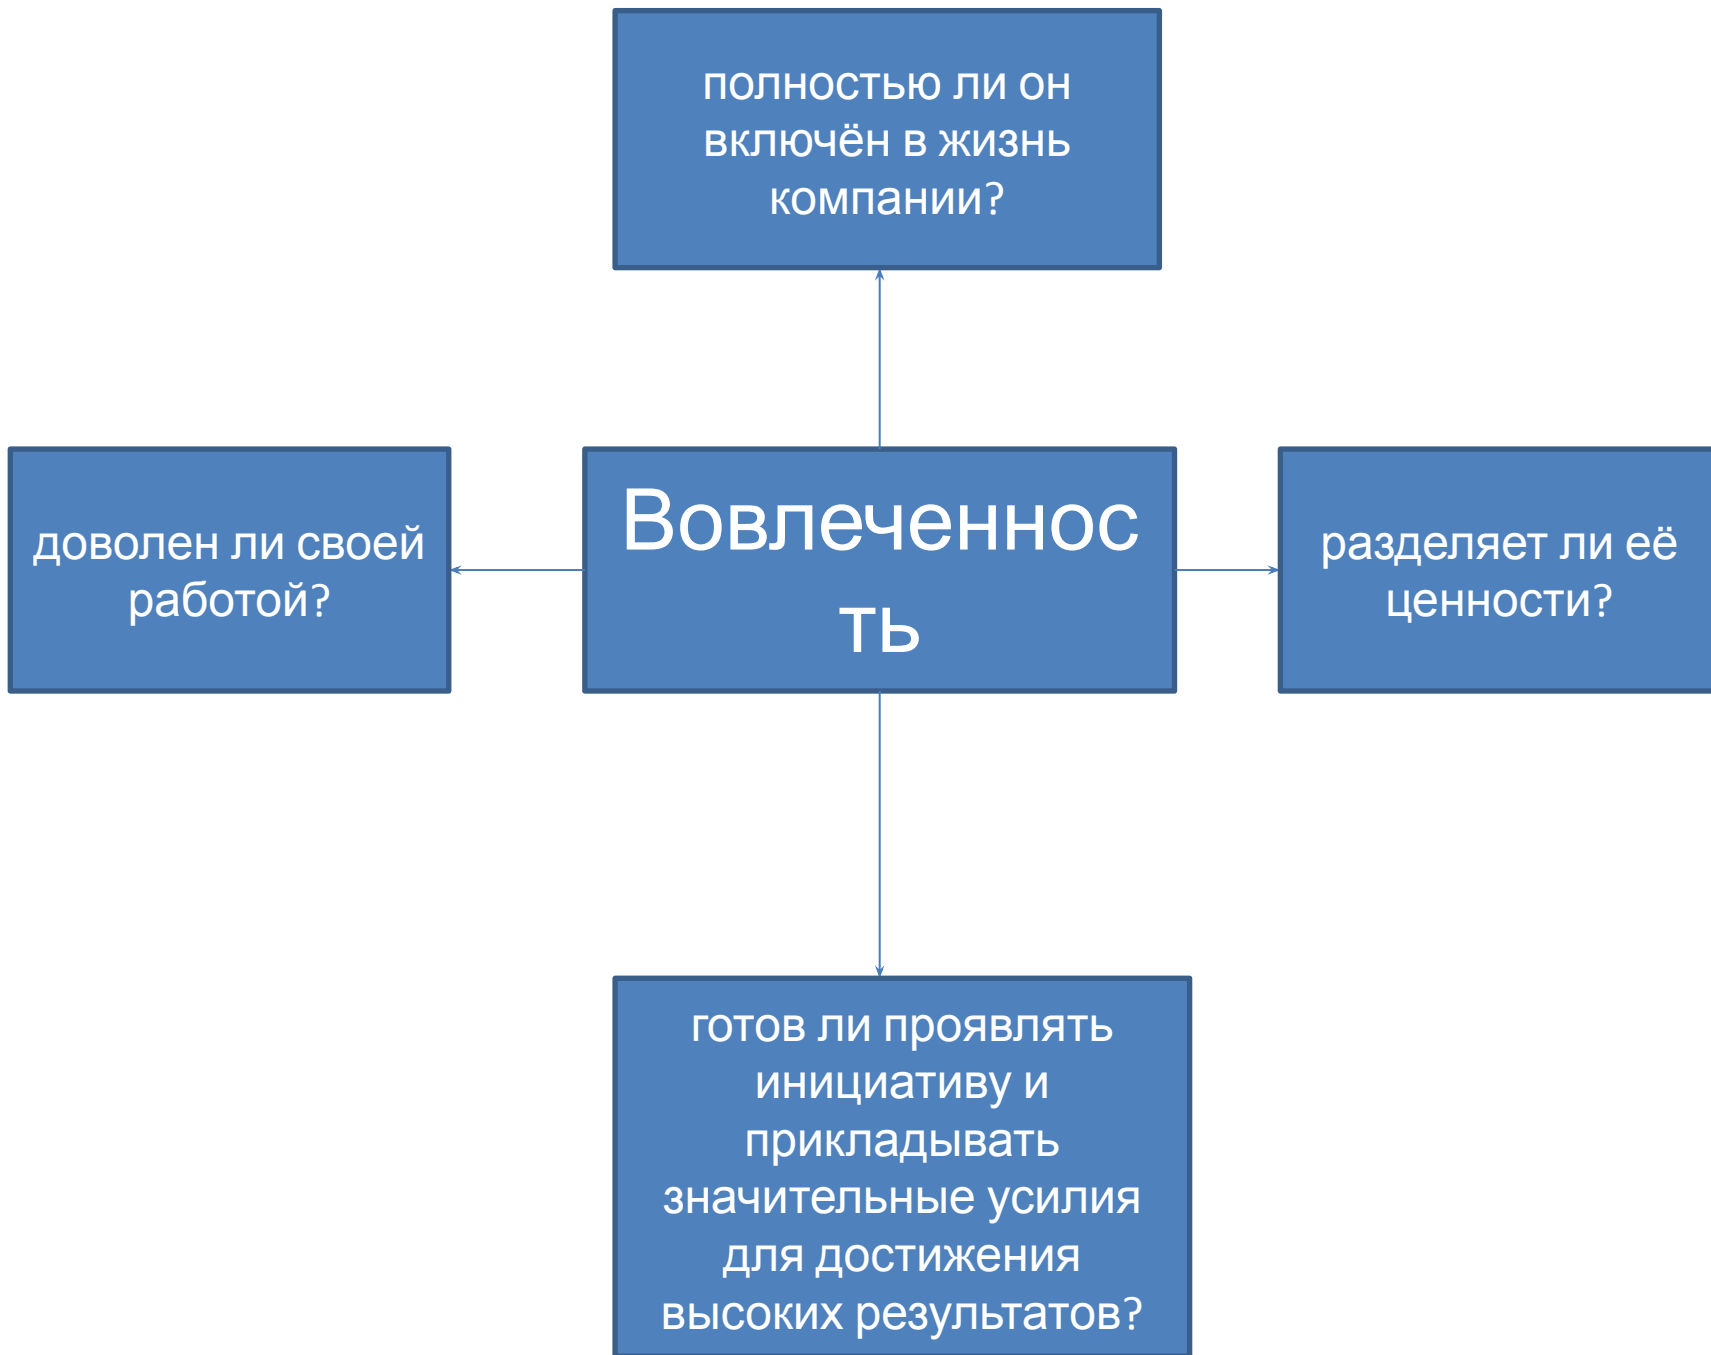 полностью ли он
включён в жизнь
компании?
доволен ли своей
работой?
Вовлеченнос
ть
разделяет ли её
ценности?
готов ли проявлять
инициативу и
прикладывать
значительные усилия
для достижения
высоких результатов?